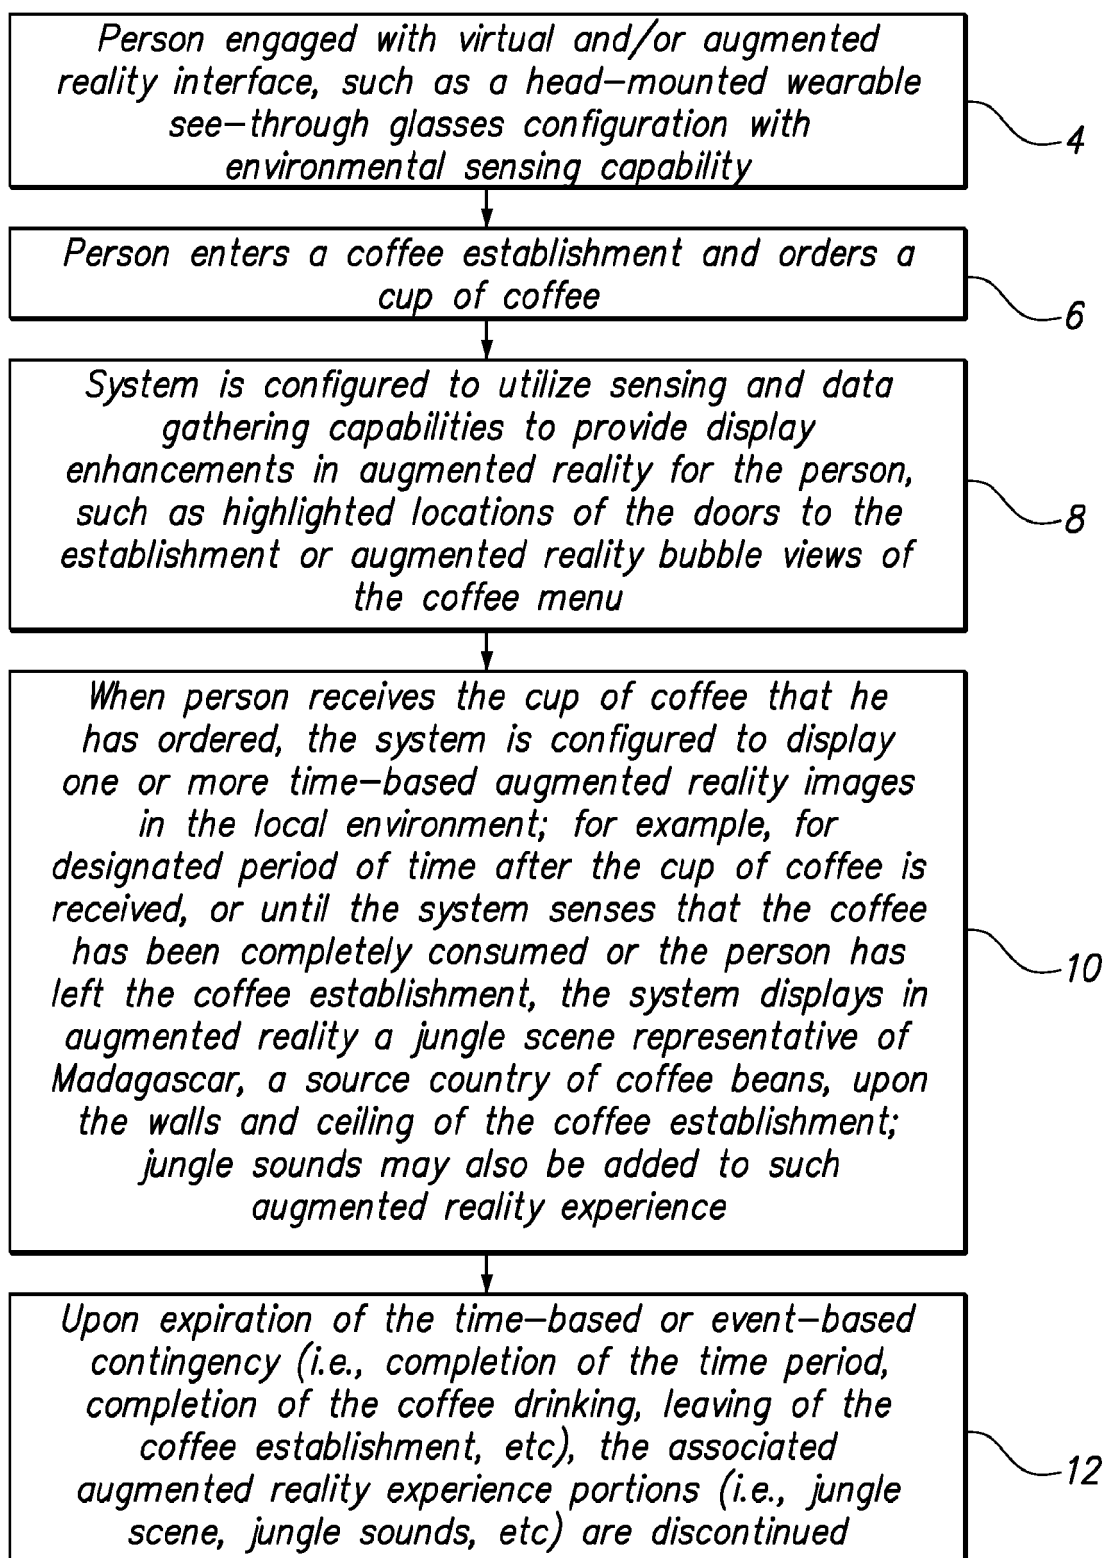 Person engaged with virtual and/or augmented
reality interface, such as a head-mounted wearable
see-through glasses configuration with
environmental sensing capability
4
Person enters a coffee establishment and orders a
cup of coffee
6
System is configured to utilize sensing and data
gathering capabilities to provide display
enhancements in augmented reality for the person,
such as highlighted locations of the doors to the
establishment or augmented reality bubble views of
the coffee menu
8
When person receives the cup of coffee that he
has ordered, the system is configured to display
one or more time-based augmented reality images
in the local environment; for example, for
designated period of time after the cup of coffee is
received, or until the system senses that the coffee
has been completely consumed or the person has
left the coffee establishment, the system displays in
augmented reality a jungle scene representative of
Madagascar, a source country of coffee beans, upon
the walls and ceiling of the coffee establishment;
jungle sounds may also be added to such
augmented reality experience
10
Upon expiration of the time-based or event-based
contingency (i.e., completion of the time period,
completion of the coffee drinking, leaving of the
coffee establishment, etc), the associated
augmented reality experience portions (i.e., jungle
scene, jungle sounds, etc) are discontinued
12